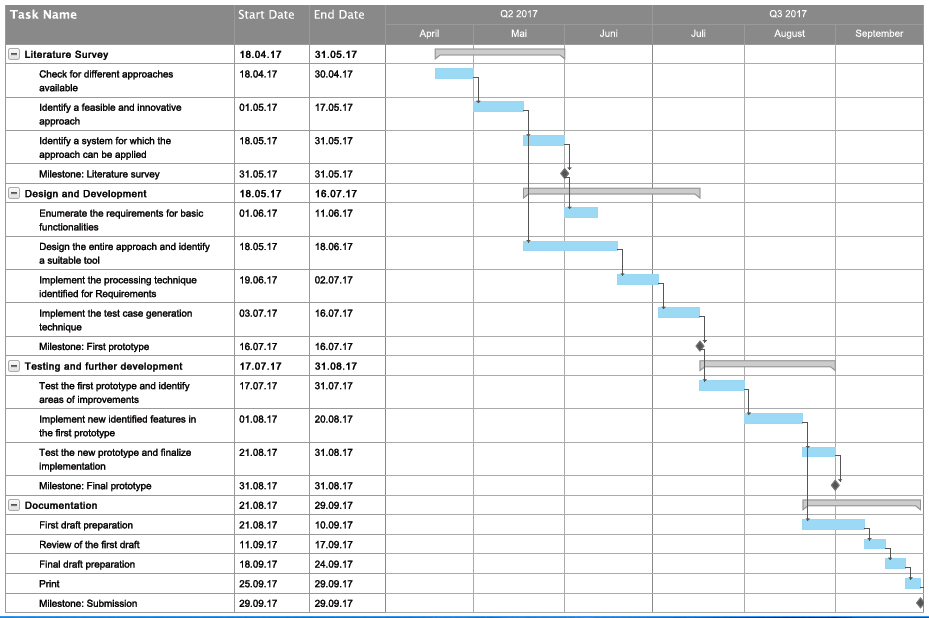 Task Name Start Date End Date Q2 2017 Q3 2017
April Mai Juni Juli August September
Literature Survey 18.04.17 31.05.17
Check for different approaches 18.04.17 30.04.17
available
Identify a feasible and innovative 01.05.17 17.05.17
approach
Identify a system for which the 18.05.17 31.05.17
approach can be applied
Milestone: Literature survey 31.05.17 31.05.17
Design and Development 18.05.17 16.07.17
Enumerate the requirements for basic 01.06.17 11.06.17
functionalities
Design the entire approach and identify 18.05.17 18.06.17
a suitable tool
Implement the processing technique 19.06.17 02.07.17
identified for Requirements
Implement the test case generation 03.07.17 16.07.17
technique
Milestone: First prototype 16.07.17 16.07.17
Testing and further development 17.07.17 31.08.17
Test the first prototype and identify 17.07.17 31.07.17
areas of improvements
Implement new identified features in 01.08.17 20.08.17
the first prototype
Test the new prototype and finalize 21.08.17 31.08.17
implementation
Milestone: Final prototype 31.08.17 31.08.17
Documentation 21.08.17 29.09.17
First draft preparation 21.08.17 10.09.17
Review of the first draft 11.09.17 17.09.17
Final draft preparation 18.09.17 24.09.17
Print 25.09.17 29.09.17
Milestone: Submission 29.09.17 29.09.17